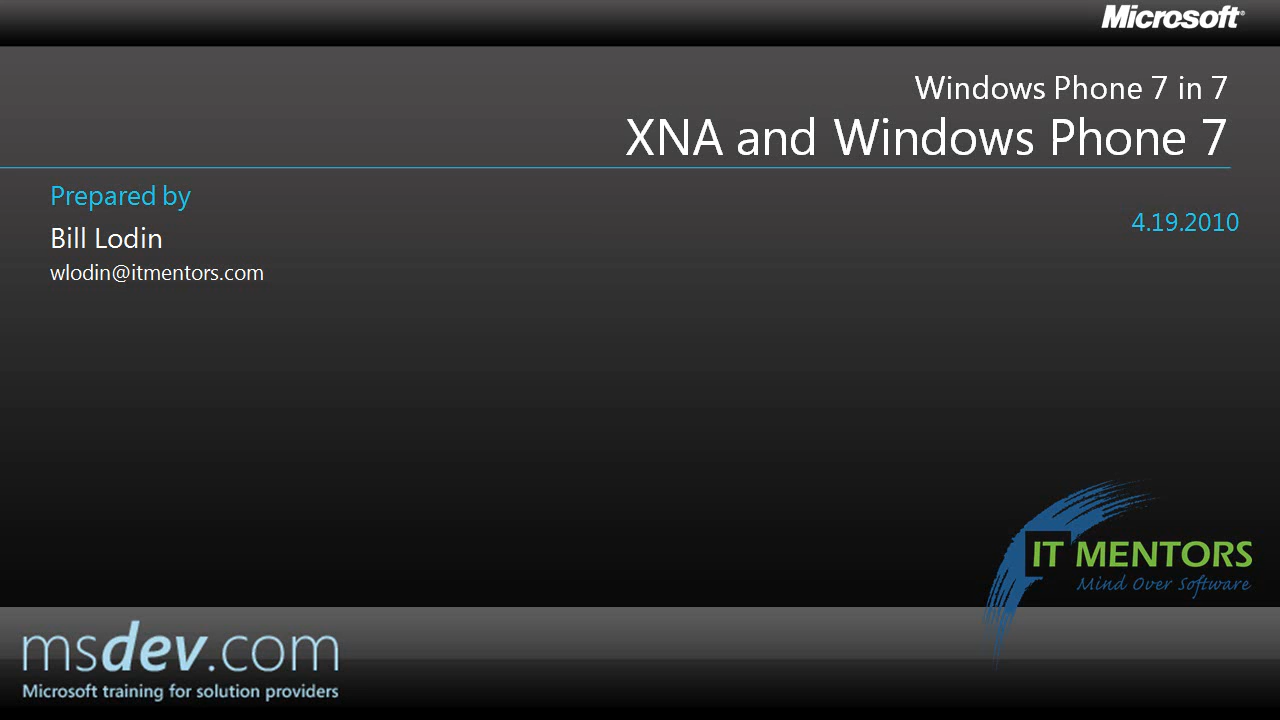 Microsoft®
Windows Phone 7 in 7
XNA and Windows Phone 7
Prepared by
Bill Lodin
wlodin@itmentors.com
4.19.2010
IT MENTORS
Mind Over Software
msdev.com
Microsoft training for solution providers